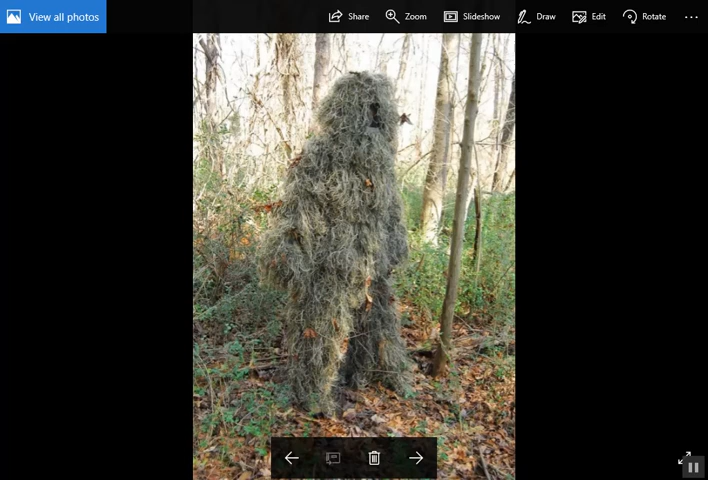 View all photos
Share
Zoom
Slideshow
Draw
Edit
Rotate